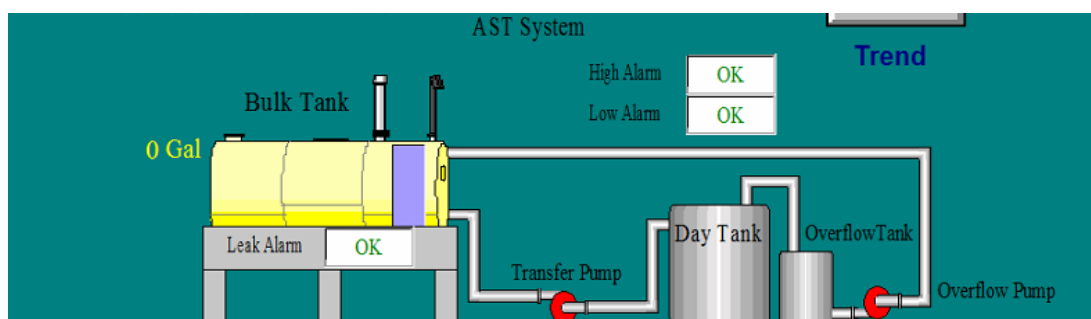 AST System
Trend
High Alarm OK
Low Alarm OK
Bulk Tank
0 Gal
Leak Alarm OK
Day Tank
OverflowTank
Transfer Pump
Overflow Pump